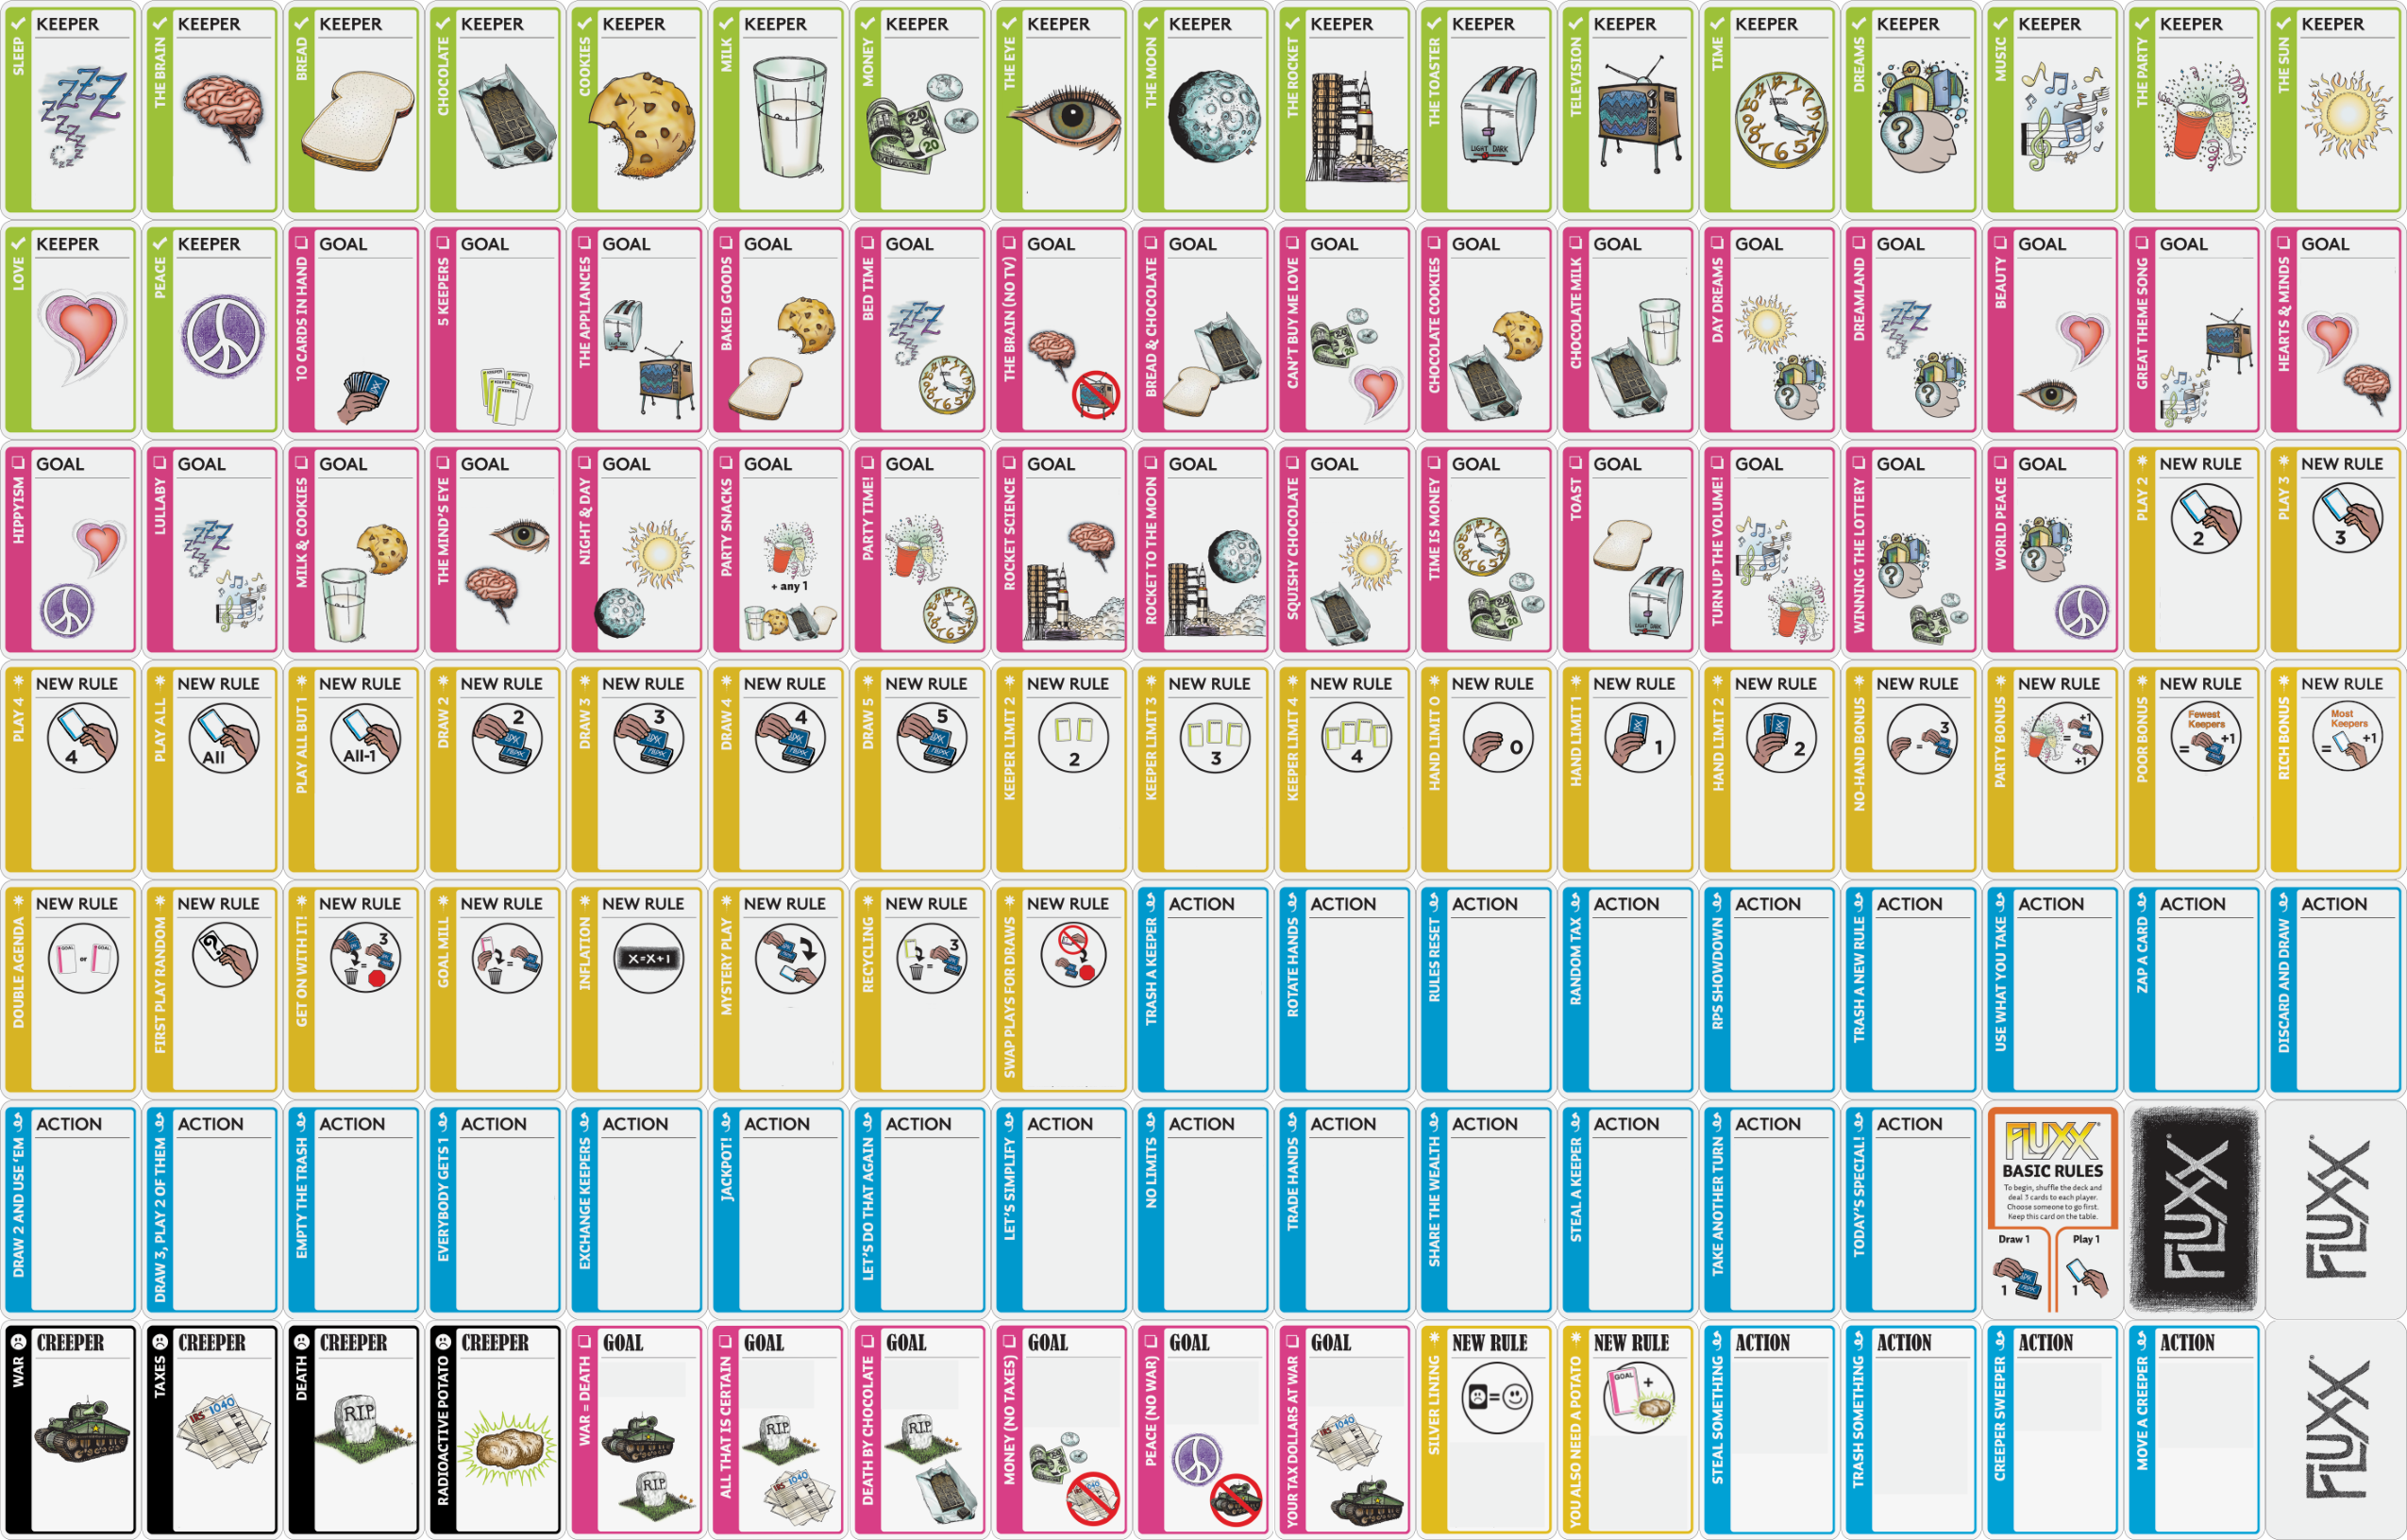 SLEEP KEEPER
THE BRAIN KEEPER
BREAD KEEPER
CHOCOLATE KEEPER
COOKIES KEEPER
MILK KEEPER
MONEY KEEPER
THE EYE KEEPER
THE MOON KEEPER
THE ROCKET KEEPER
THE TOASTER KEEPER
LIGHT DARK
TELEVISION KEEPER
TIME KEEPER
DREAMS KEEPER
?
MUSIC KEEPER
THE PARTY KEEPER
THE SUN KEEPER
LOVE KEEPER
PEACE KEEPER
10 CARDS IN HAND GOAL
5 KEEPERS GOAL
THE APPLIANCES GOAL
BAKED GOODS GOAL
BED TIME GOAL
THE BRAIN (NO TV) GOAL
BREAD & CHOCOLATE GOAL
CAN'T BUY ME LOVE GOAL
CHOCOLATE COOKIES GOAL
CHOCOLATE MILK GOAL
DAY DREAMS GOAL
DREAMLAND GOAL
BEAUTY GOAL
GREAT THEME SONG GOAL
HEARTS & MINDS GOAL
HIPPYISM GOAL
LULLABY GOAL
MILK & COOKIES GOAL
THE MIND'S EYE GOAL
NIGHT & DAY GOAL
PARTY SNACKS GOAL
+ any 1
PARTY TIME! GOAL
ROCKET SCIENCE GOAL
ROCKET TO THE MOON GOAL
SQUISHY CHOCOLATE GOAL
TIME IS MONEY GOAL
TOAST GOAL
TURN UP THE VOLUME! GOAL
WINNING THE LOTTERY GOAL
WORLD PEACE GOAL
PLAY 2 NEW RULE
2
PLAY 3 NEW RULE
3
PLAY 4 NEW RULE
4
PLAY ALL NEW RULE
All
PLAY ALL BUT 1 NEW RULE
All-1
DRAW 2 NEW RULE
2
DRAW 3 NEW RULE
3
DRAW 4 NEW RULE
4
DRAW 5 NEW RULE
5
KEEPER LIMIT 2 NEW RULE
2
KEEPER LIMIT 3 NEW RULE
3
KEEPER LIMIT 4 NEW RULE
4
HAND LIMIT 0 NEW RULE
0
HAND LIMIT 1 NEW RULE
1
HAND LIMIT 2 NEW RULE
2
NO-HAND BONUS NEW RULE
= 3
PARTY BONUS NEW RULE
= +1
+1
POOR BONUS NEW RULE
Fewest
Keepers
= +1
RICH BONUS NEW RULE
Most
Keepers
= +1
DOUBLE AGENDA NEW RULE
GOAL or GOAL
FIRST PLAY RANDOM NEW RULE
?
GET ON WITH IT! NEW RULE
3
=
GOAL MILL NEW RULE
=
INFLATION NEW RULE
X=X+1
MYSTERY PLAY NEW RULE
RECYCLING NEW RULE
3
=
SWAP PLAYS FOR DRAWS NEW RULE
TRASH A KEEPER ACTION
ROTATE HANDS ACTION
RULES RESET ACTION
RANDOM TAX ACTION
RPS SHOWDOWN ACTION
TRASH A NEW RULE ACTION
USE WHAT YOU TAKE ACTION
ZAP A CARD ACTION
DISCARD AND DRAW ACTION
DRAW 2 AND USE 'EM ACTION
DRAW 3, PLAY 2 OF THEM ACTION
EMPTY THE TRASH ACTION
EVERYBODY GETS 1 ACTION
EXCHANGE KEEPERS ACTION
JACKPOT! ACTION
LET'S DO THAT AGAIN ACTION
LET'S SIMPLIFY ACTION
NO LIMITS ACTION
TRADE HANDS ACTION
SHARE THE WEALTH ACTION
STEAL A KEEPER ACTION
TAKE ANOTHER TURN ACTION
TODAY'S SPECIAL! ACTION
FLUXX®
BASIC RULES
To begin, shuffle the deck and
deal 3 cards to each player.
Choose someone to go first.
Keep this card on the table.
Draw 1 Play 1
1 1
FLUXX®
FLUXX®
WAR CREEPER
TAXES CREEPER
IRS 1040
DEATH CREEPER
R.I.P.
RADIOACTIVE POTATO CREEPER
WAR = DEATH GOAL
R.I.P.
ALL THAT IS CERTAIN GOAL
R.I.P.
IRS 1040
DEATH BY CHOCOLATE GOAL
R.I.P.
MONEY (NO TAXES) GOAL
PEACE (NO WAR) GOAL
YOUR TAX DOLLARS AT WAR GOAL
IRS 1040
SILVER LINING NEW RULE
=
YOU ALSO NEED A POTATO NEW RULE
GOAL +
STEAL SOMETHING ACTION
TRASH SOMETHING ACTION
CREEPER SWEEPER ACTION
MOVE A CREEPER ACTION
FLUXX®